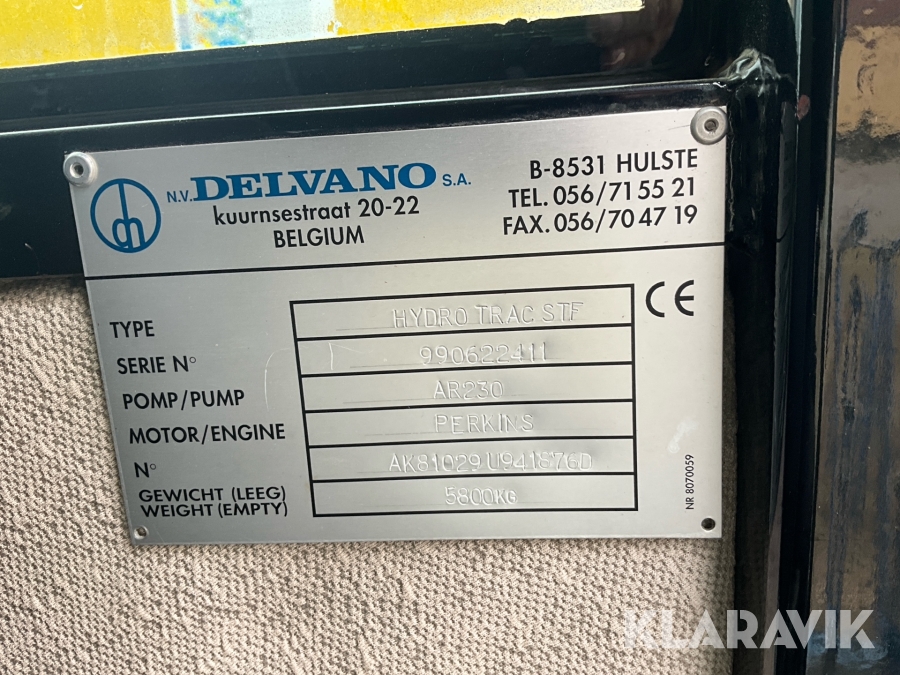 N.V. DELVANO S.A.
kuurnsestraat 20-22
BELGIUM
B-8531 HULSTE
TEL. 056/71 55 21
FAX. 056/70 47 19
CE
TYPE HYDRO TRAC STF
SERIE N° 990622411
POMP/PUMP AR230
MOTOR/ENGINE PERKINS
N° AK81029 U941876D
GEWICHT (LEEG)
WEIGHT (EMPTY) 5800KG
NR 8070059
KLARAVIK